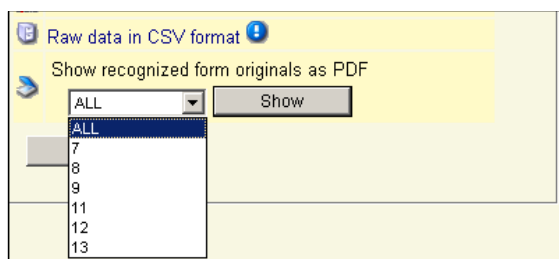 Raw data in CSV format
Show recognized form originals as PDF
ALL Show
ALL
7
8
9
11
12
13